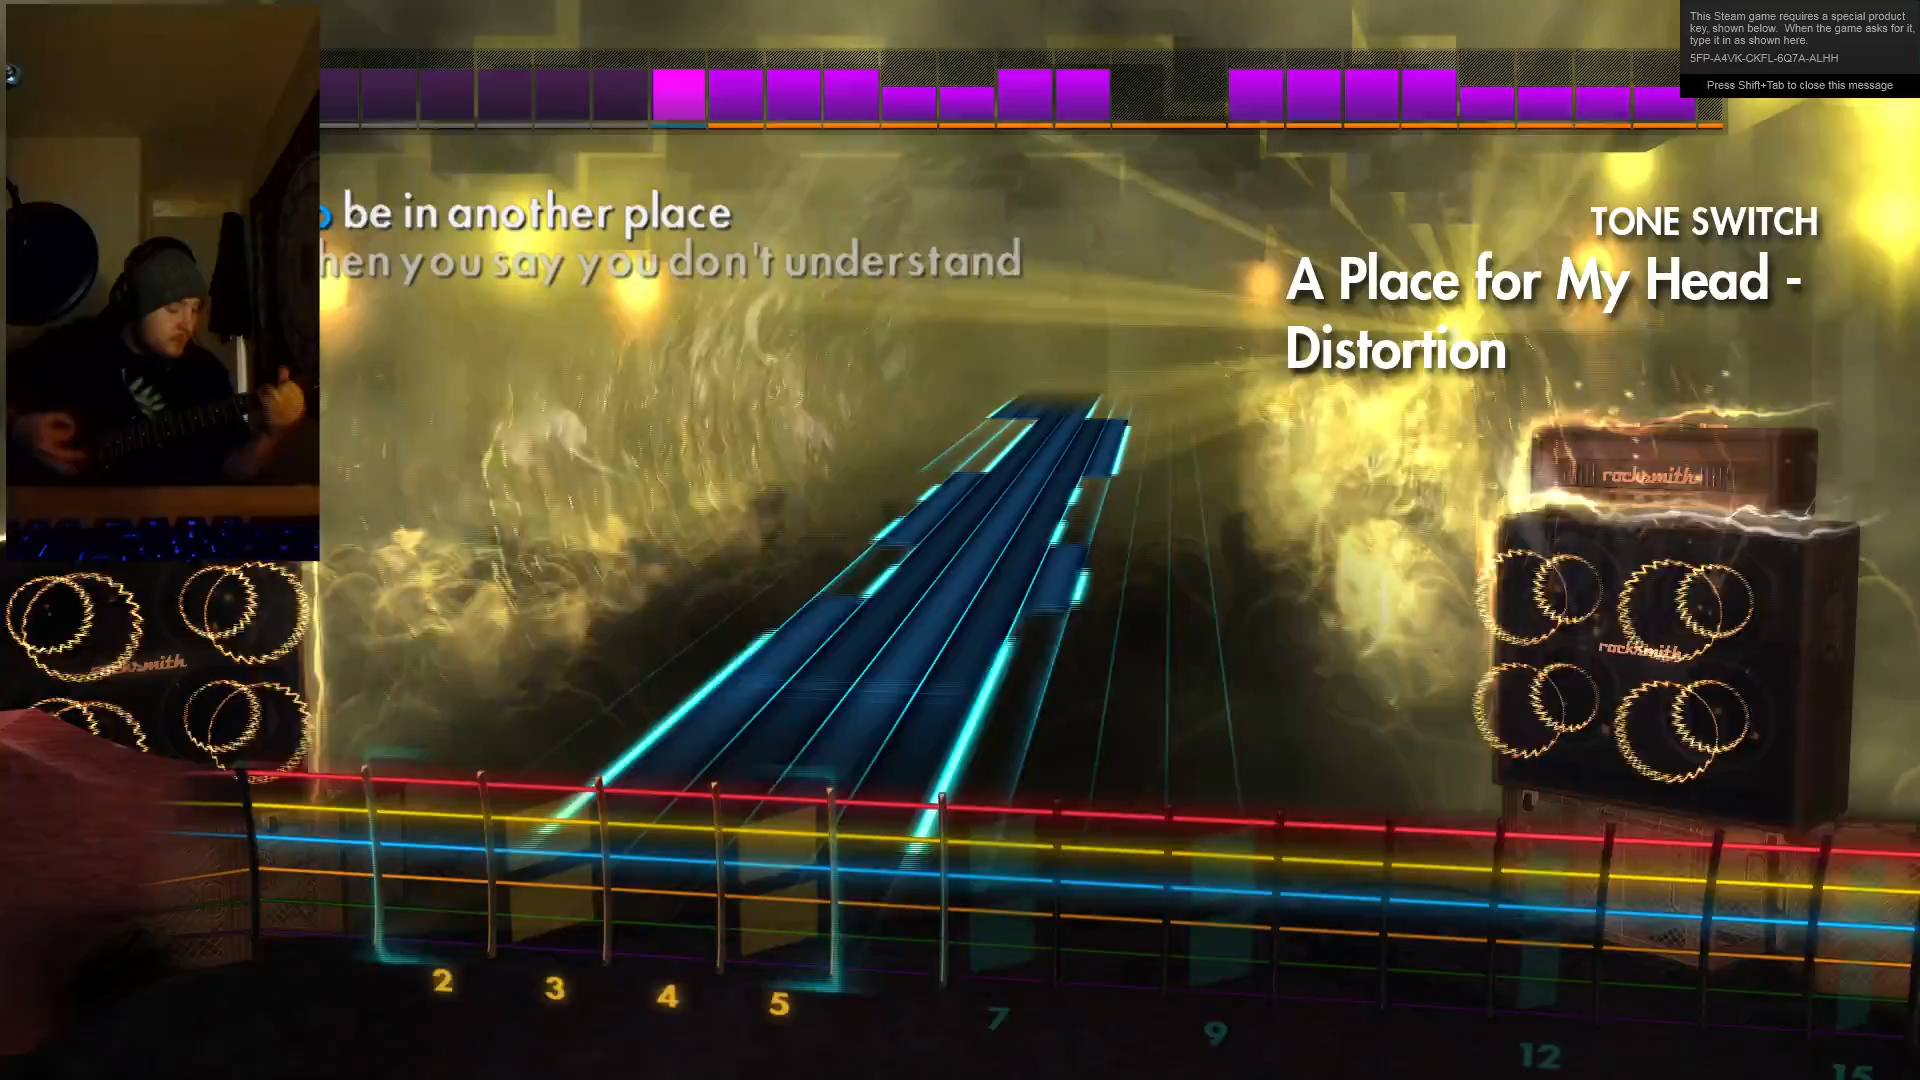 This Steam game requires a special product
key, shown below. When the game asks for it,
type it in as shown here.
5FP-A4VK-CKFL-6Q7A-ALHH
Press Shift+Tab to close this message
be in another place
you say you don't understand
TONE SWITCH
A Place for My Head -
Distortion
rocksmith
rocksmith
rocksmith
2 3 4 5 7 9 12 15